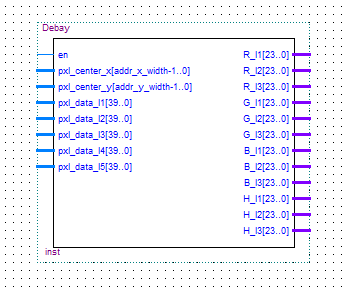 Debay
en
pxl_center_x[addr_x_width-1..0]
pxl_center_y[addr_y_width-1..0]
pxl_data_l1[39..0]
pxl_data_l2[39..0]
pxl_data_l3[39..0]
pxl_data_l4[39..0]
pxl_data_l5[39..0]
R_l1[23..0]
R_l2[23..0]
R_l3[23..0]
G_l1[23..0]
G_l2[23..0]
G_l3[23..0]
B_l1[23..0]
B_l2[23..0]
B_l3[23..0]
H_l1[23..0]
H_l2[23..0]
H_l3[23..0]
inst